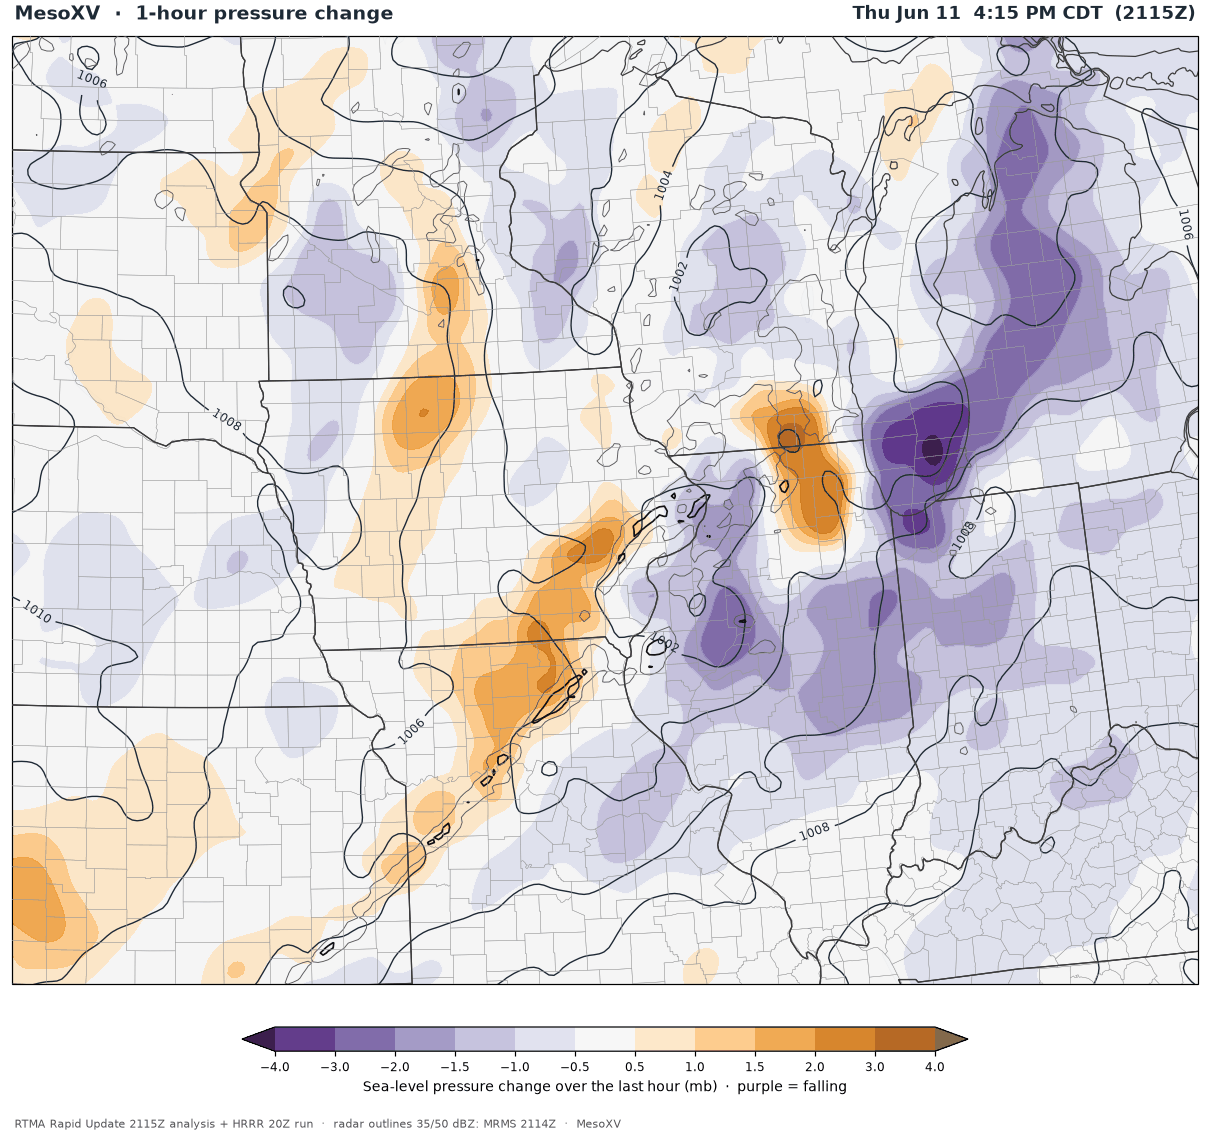 MesoXV · 1-hour pressure change
Thu Jun 11 4:15 PM CDT (2115Z)
1006
1004
1006
1002
1008
1008
1010
1002
1006
1008
−4.0 −3.0 −2.0 −1.5 −1.0 −0.5 0.5 1.0 1.5 2.0 3.0 4.0
Sea-level pressure change over the last hour (mb) · purple = falling
RTMA Rapid Update 2115Z analysis + HRRR 20Z run · radar outlines 35/50 dBZ: MRMS 2114Z · MesoXV